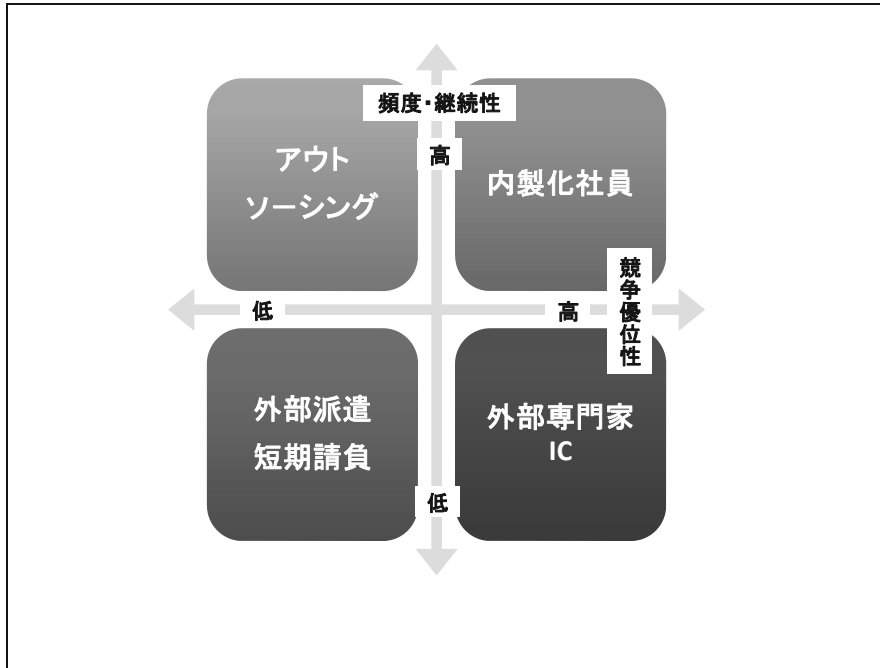 頻度・継続性
高
アウト
ソーシング
内製化社員
競争優位性
低
高
外部派遣
短期請負
外部専門家
IC
低